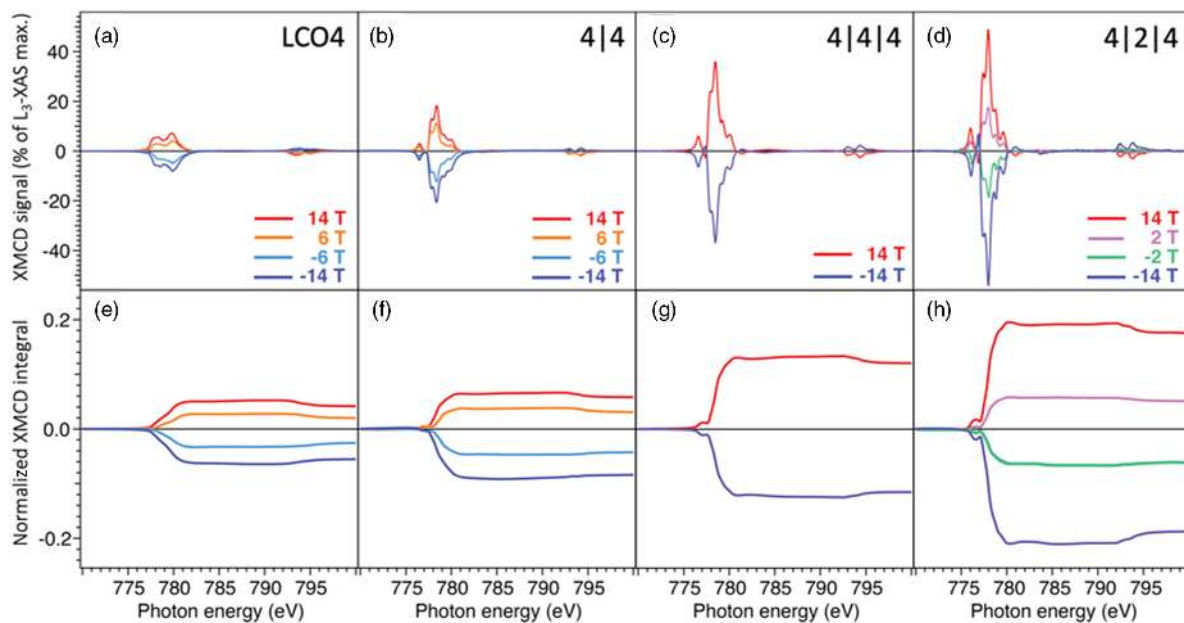 XMCD signal (% of L3-XAS max.)
40
20
0
-20
-40
(a) LCO4
14 T
6 T
-6 T
-14 T
(b) 4|4
14 T
6 T
-6 T
-14 T
(c) 4|4|4
14 T
-14 T
(d) 4|2|4
14 T
2 T
-2 T
-14 T
Normalized XMCD integral
0.2
0.0
-0.2
(e)
(f)
(g)
(h)
775 780 785 790 795
775 780 785 790 795
775 780 785 790 795
775 780 785 790 795
Photon energy (eV)
Photon energy (eV)
Photon energy (eV)
Photon energy (eV)